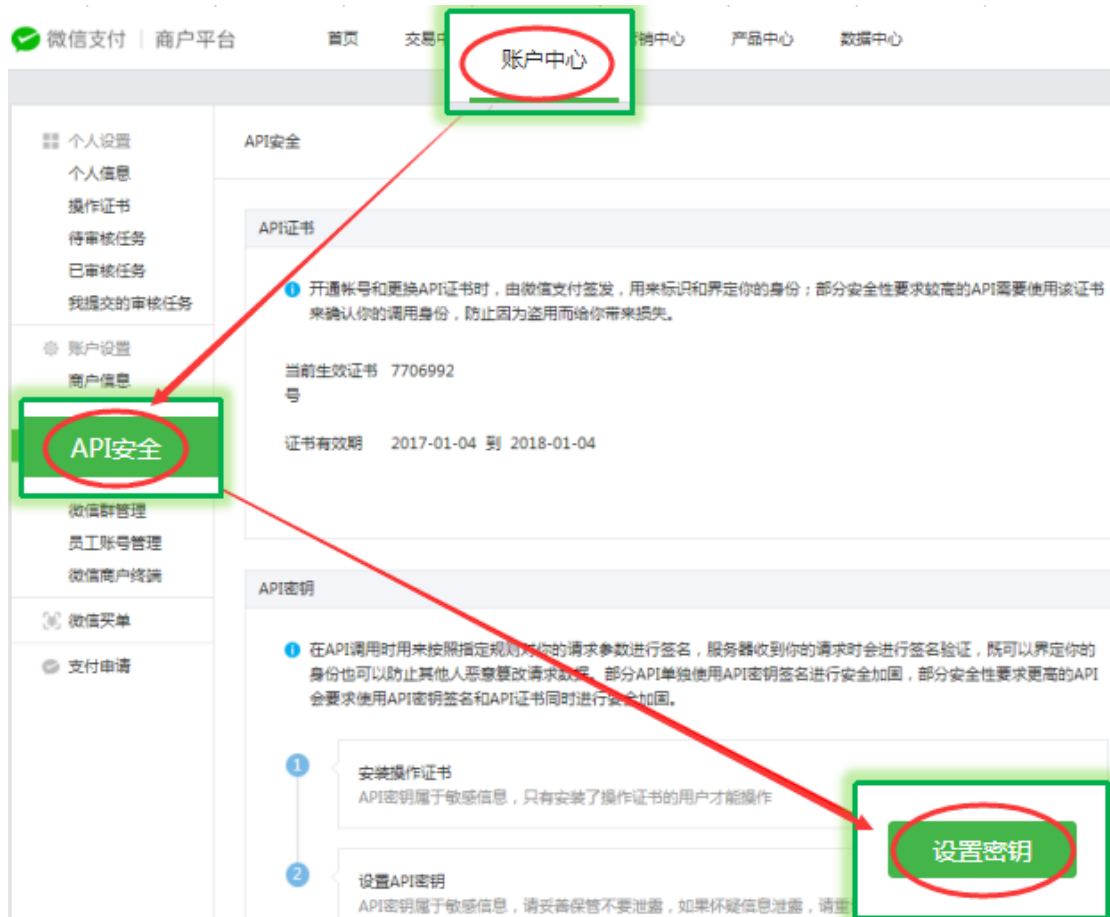 微信支付 | 商户平台
首页
交易中
账户中心
销中心
产品中心
数据中心
个人设置
个人信息
操作证书
待审核任务
已审核任务
我提交的审核任务
账户设置
商户信息
API安全
微信群管理
员工账号管理
微信商户终端
微信买单
支付申请
API安全
API证书
开通帐号和更换API证书时，由微信支付签发，用来标识和界定你的身份；部分安全性要求较高的API需要使用该证书
来确认你的调用身份，防止因为盗用而给你带来损失。
当前生效证书 7706992
号
证书有效期 2017-01-04 到 2018-01-04
API密钥
在API调用时用来按照指定规则对你的请求参数进行签名，服务器收到你的请求时会进行签名验证，既可以界定你的
身份也可以防止其他人恶意篡改请求数据。部分API单独使用API密钥签名进行安全加固，部分安全性要求更高的API
会要求使用API密钥签名和API证书同时进行安全加固。
1
安装操作证书
API密钥属于敏感信息，只有安装了操作证书的用户才能操作
设置密钥
2
设置API密钥
API密钥属于敏感信息，请妥善保管不要泄露，如果怀疑信息泄露，请重